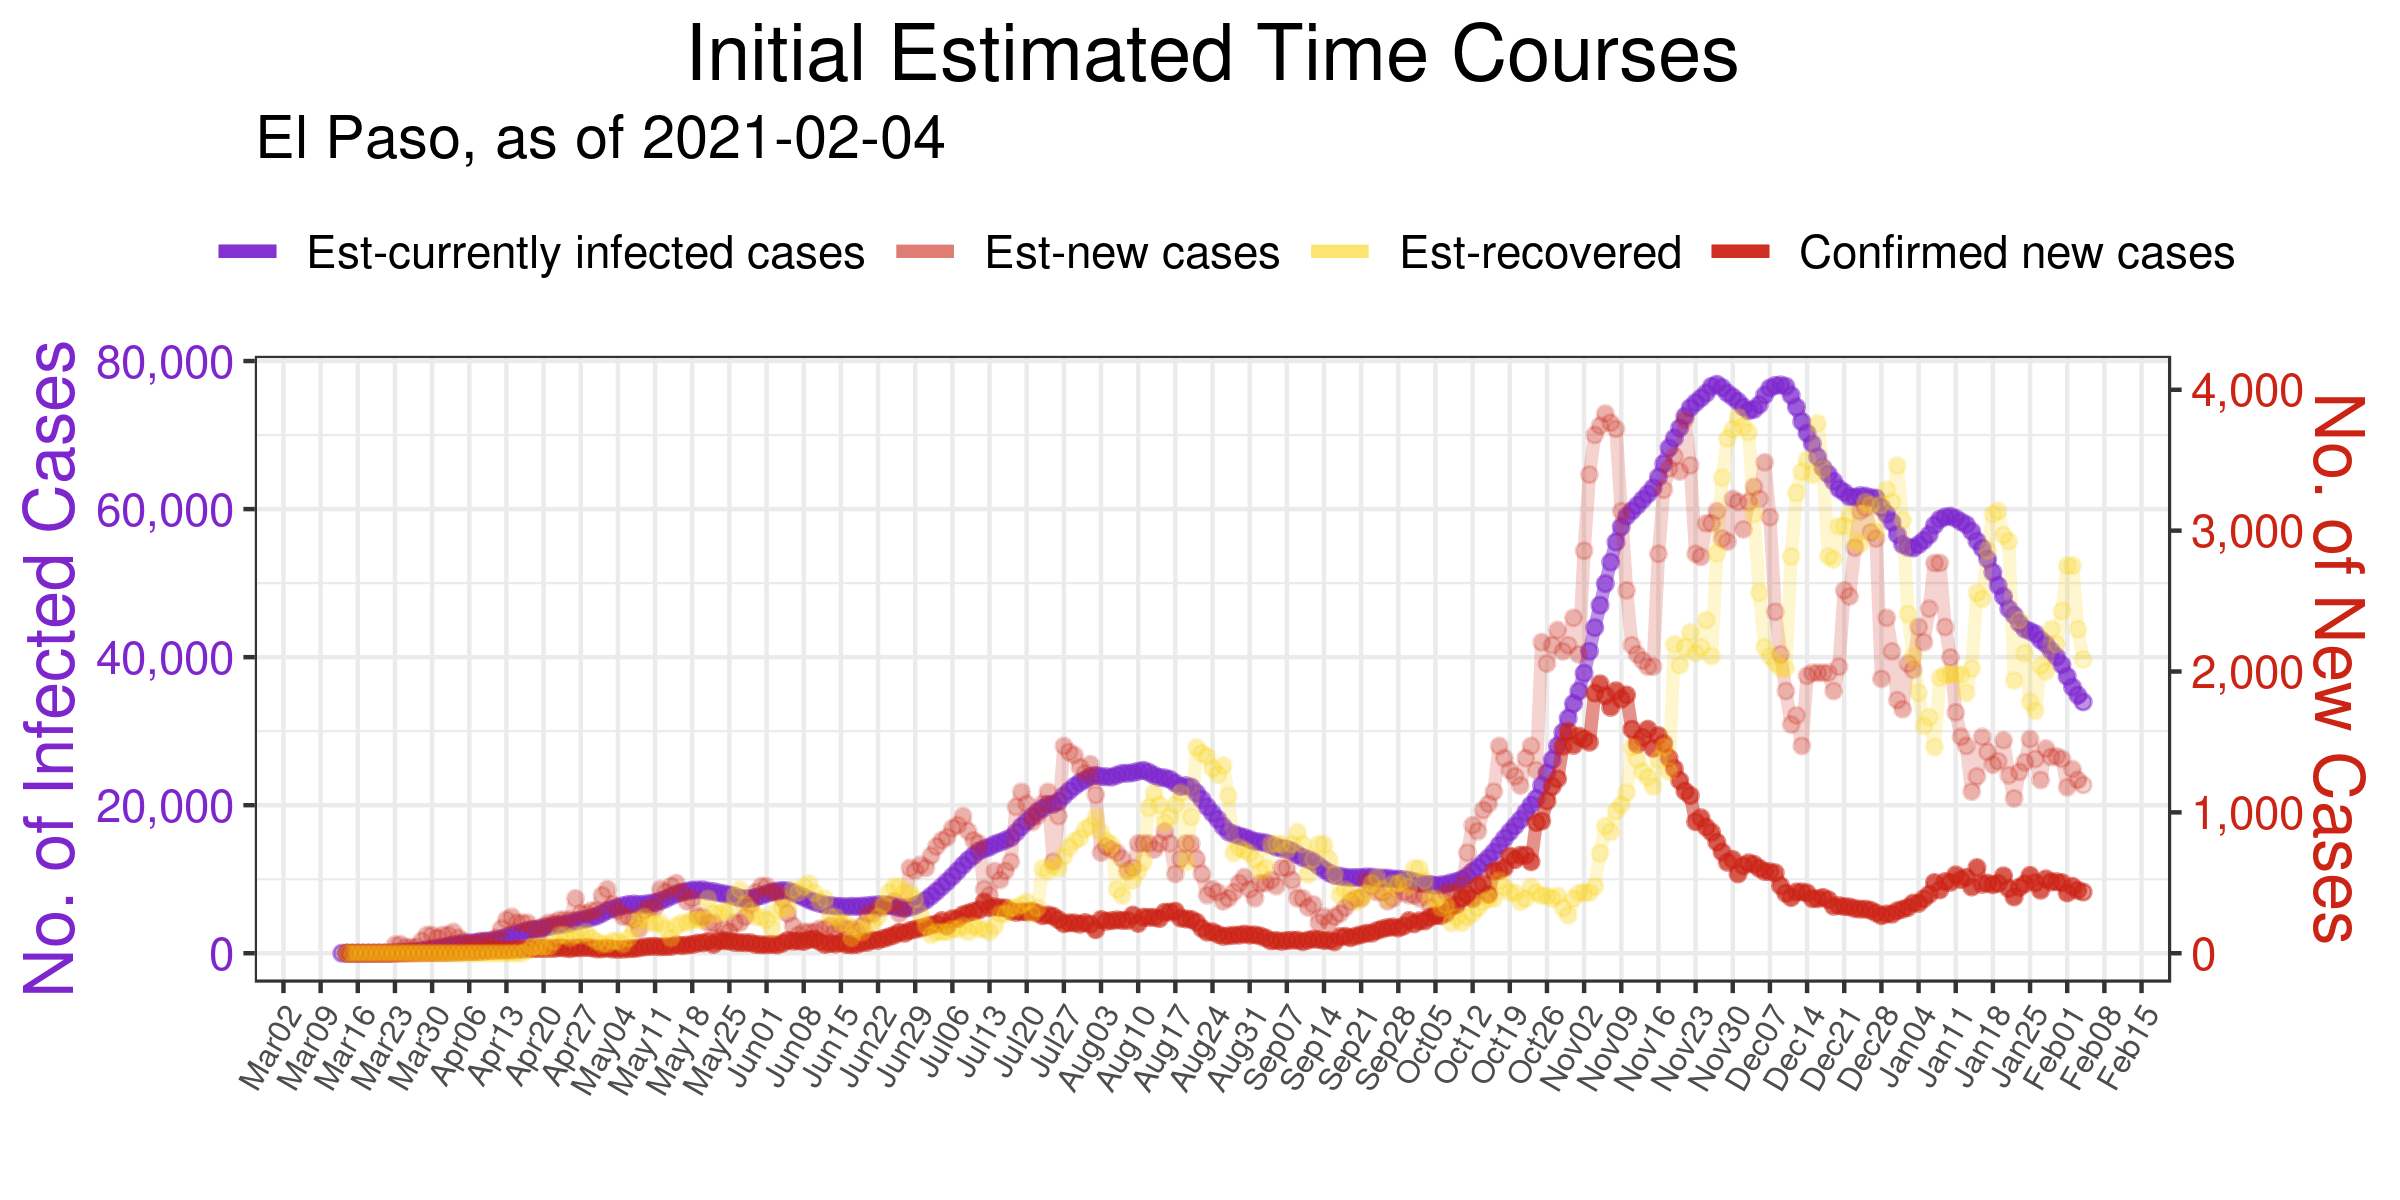 Initial Estimated Time Courses
El Paso, as of 2021-02-04
Est-currently infected cases
Est-new cases
Est-recovered
Confirmed new cases
No. of Infected Cases
80,000
60,000
40,000
20,000
0
4,000
3,000
2,000
1,000
0
No. of New Cases
Mar02
Mar09
Mar16
Mar23
Mar30
Apr06
Apr13
Apr20
Apr27
May04
May11
May18
May25
Jun01
Jun08
Jun15
Jun22
Jun29
Jul06
Jul13
Jul20
Jul27
Aug03
Aug10
Aug17
Aug24
Aug31
Sep07
Sep14
Sep21
Sep28
Oct05
Oct12
Oct19
Oct26
Nov02
Nov09
Nov16
Nov23
Nov30
Dec07
Dec14
Dec21
Dec28
Jan04
Jan11
Jan18
Jan25
Feb01
Feb08
Feb15